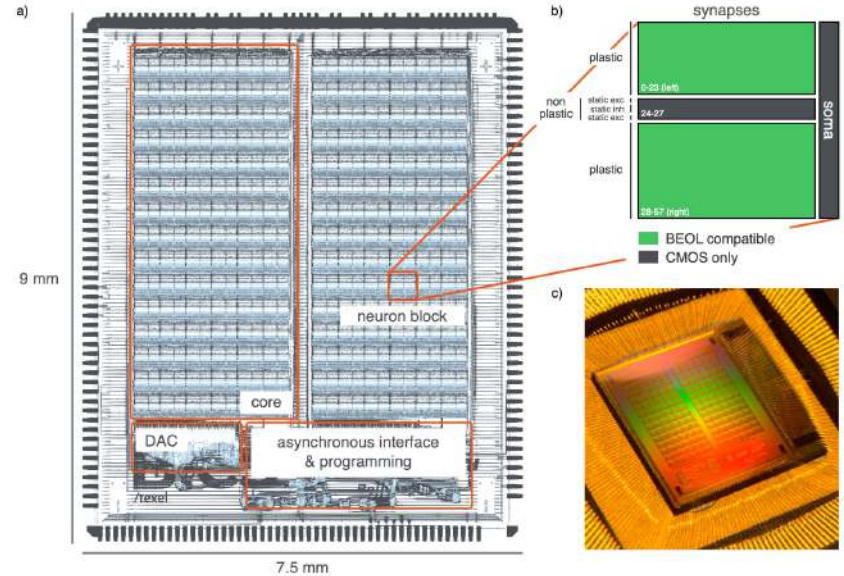 a)
9 mm
7.5 mm
neuron block
core
DAC
asynchronous interface
& programming
/texel
b)
synapses
plastic
0-23 (left)
non
plastic
static exc.
static inh
static exc
24-27
plastic
28-57 (right)
soma
BEOL compatible
CMOS only
c)